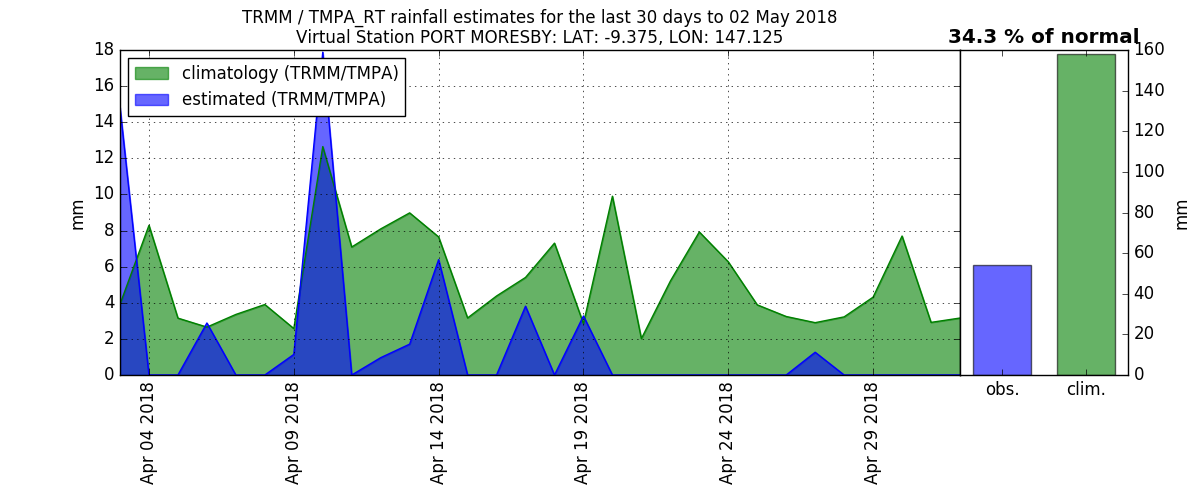 TRMM / TMPA_RT rainfall estimates for the last 30 days to 02 May 2018
Virtual Station PORT MORESBY: LAT: -9.375, LON: 147.125
34.3 % of normal
climatology (TRMM/TMPA)
estimated (TRMM/TMPA)
mm
18
16
14
12
10
8
6
4
2
0
Apr 04 2018
Apr 09 2018
Apr 14 2018
Apr 19 2018
Apr 24 2018
Apr 29 2018
obs.
clim.
160
140
120
100
80
60
40
20
0
mm